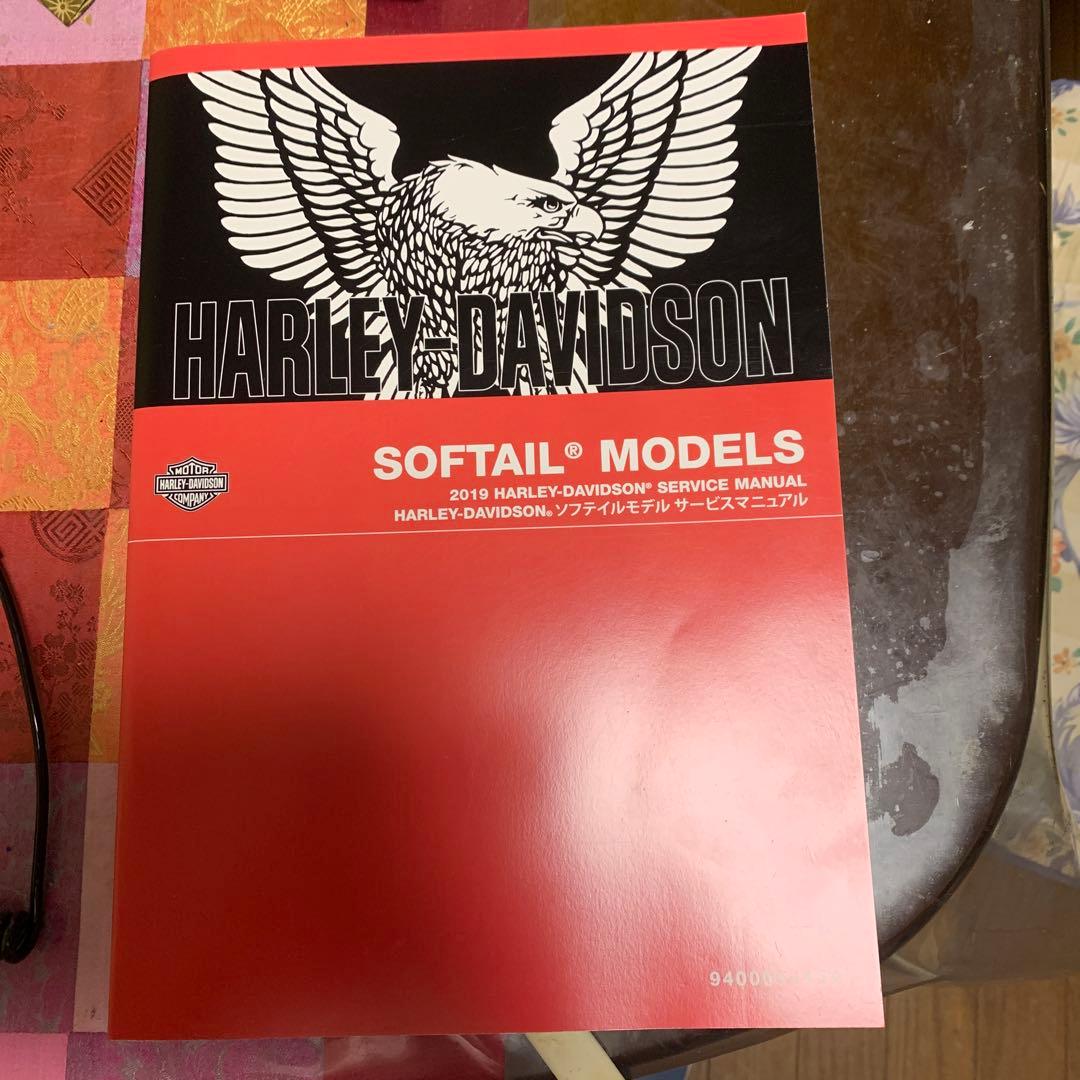 HARLEY-DAVIDSON
SOFTAIL® MODELS
MOTOR
HARLEY-DAVIDSON
COMPANY
2019 HARLEY-DAVIDSON® SERVICE MANUAL
HARLEY-DAVIDSON® ソフテイルモデル サービスマニュアル